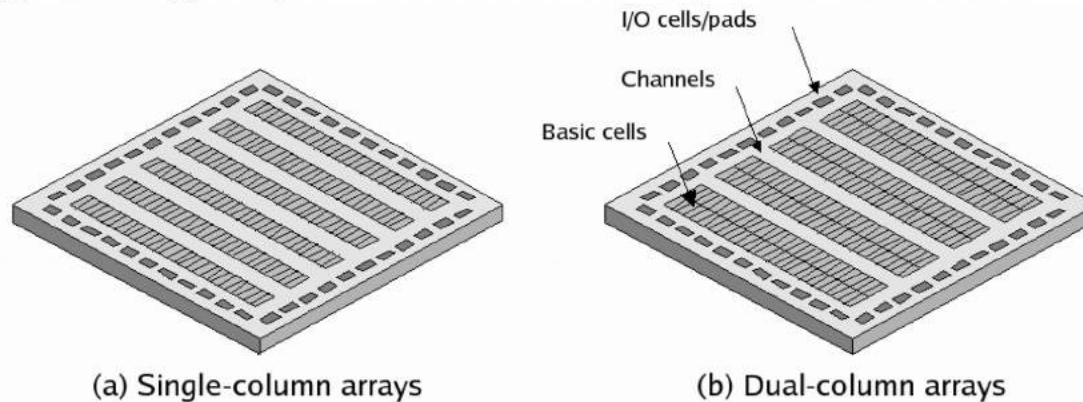 I/O cells/pads
Channels
Basic cells
(a) Single-column arrays
(b) Dual-column arrays